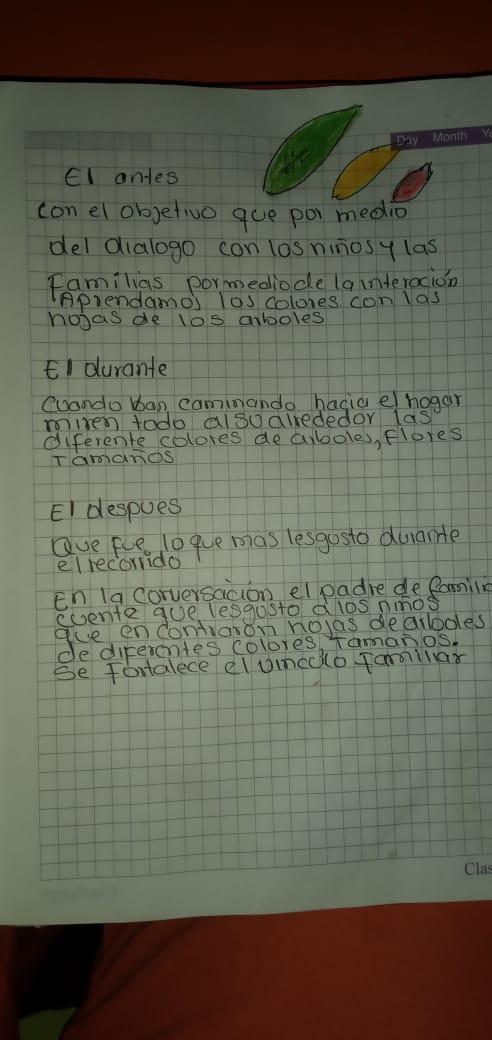 Day Month Ye
El antes
con el objetivo que por medio
del dialogo con los niños y las
Familias por medio de la interación
Aprendamos los colores con las
hojas de los arboles
El durante
Cuando van caminando hacia el hogar
miren todo al su alrededor las
diferente colores de arboles, flores
Tamaños
El despues
Que fue lo que mas les gusto durante
el recorrido
En la conversación el padre de familia
cuente que les gusto a los niños
que encontraron hojas de arboles
de diferentes colores, Tamaños.
se Fortalece el Familiar
Clas